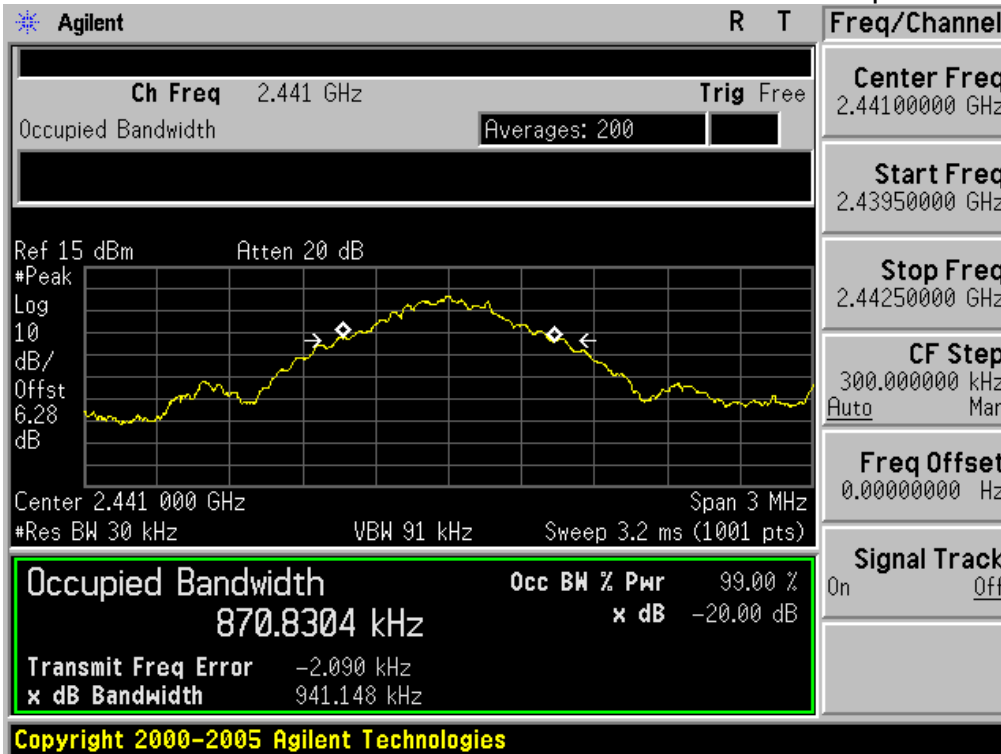 Agilent R T
Ch Freq 2.441 GHz Trig Free
Occupied Bandwidth Averages: 200
Ref 15 dBm Atten 20 dB
#Peak
Log
10
dB/
Offst
6.28
dB
Center 2.441 000 GHz Span 3 MHz
#Res BW 30 kHz VBW 91 kHz Sweep 3.2 ms (1001 pts)
Occupied Bandwidth Occ BW % Pwr 99.00 %
870.8304 kHz x dB -20.00 dB
Transmit Freq Error -2.090 kHz
x dB Bandwidth 941.148 kHz
Copyright 2000-2005 Agilent Technologies
Freq/Channel
Center Freq
2.44100000 GHz
Start Freq
2.43950000 GHz
Stop Freq
2.44250000 GHz
CF Step
300.000000 kHz
Auto Man
Freq Offset
0.00000000 Hz
Signal Track
On Off